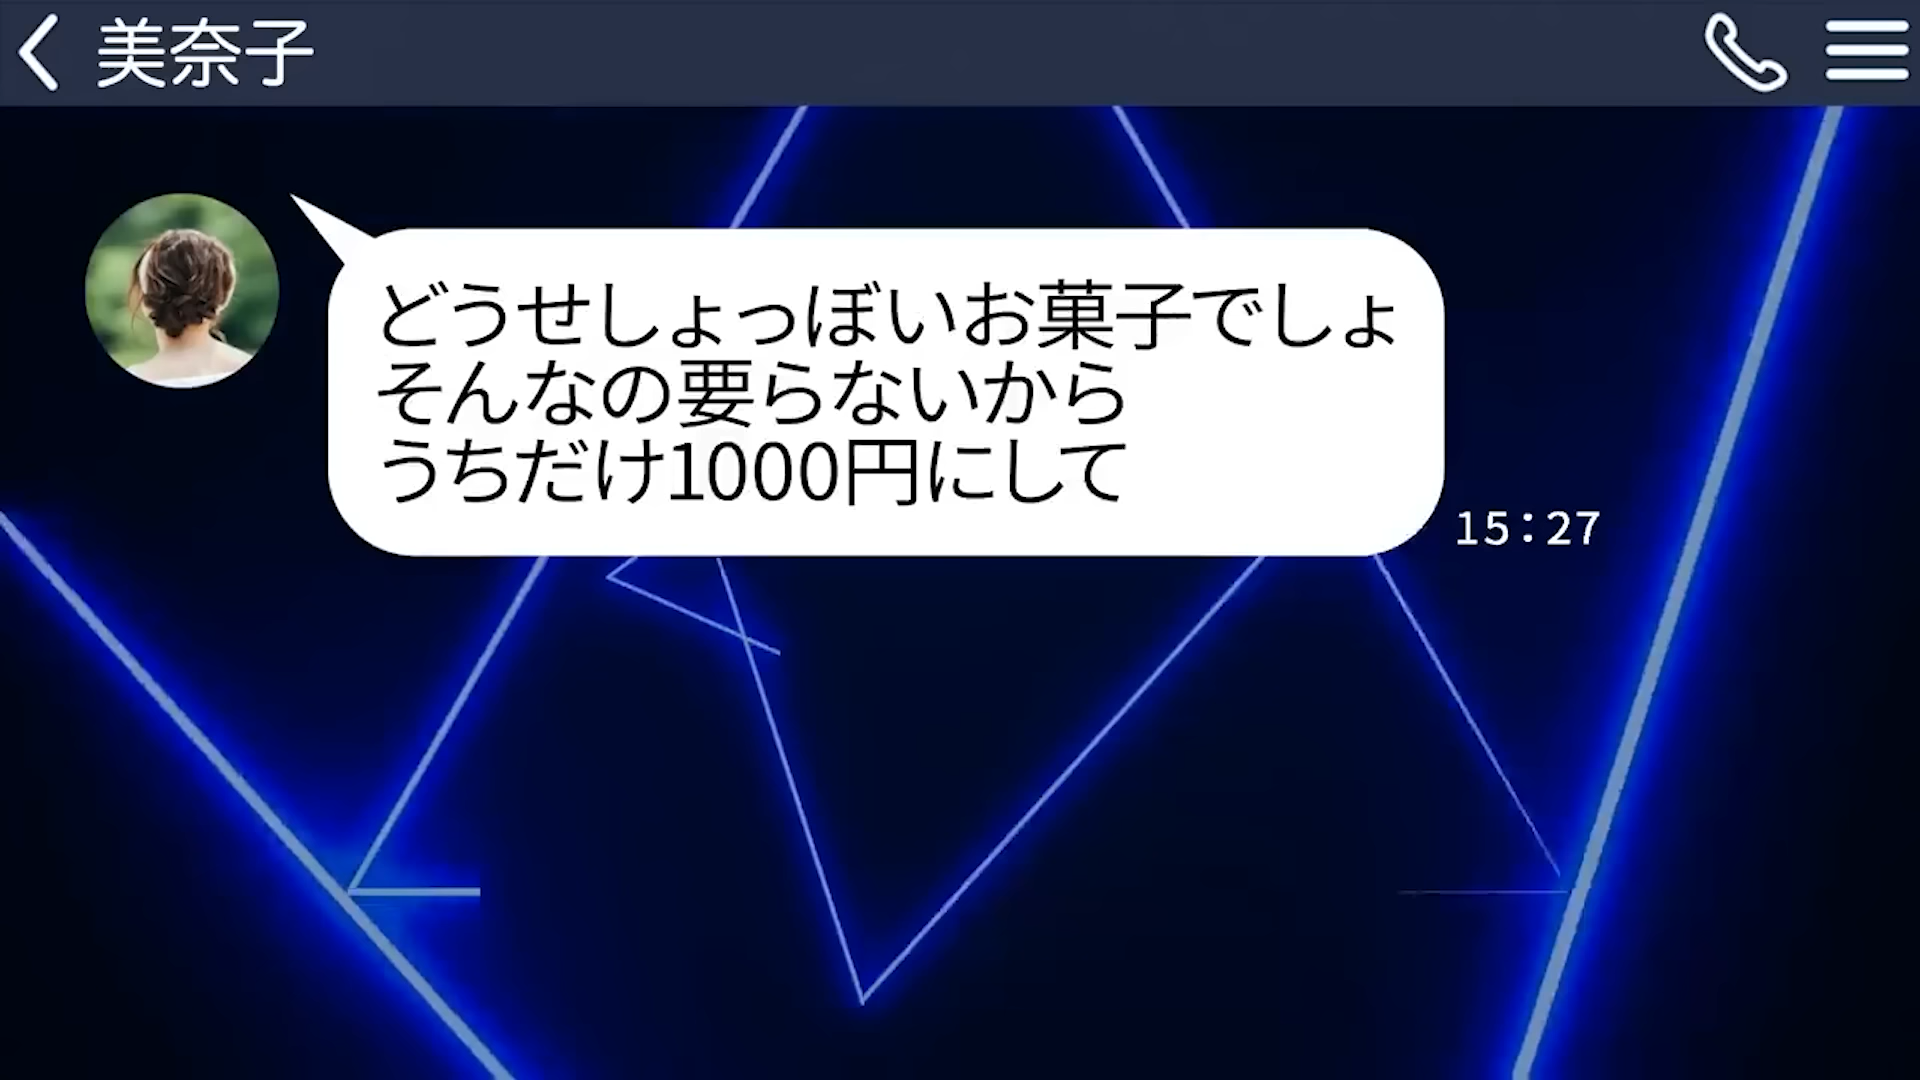 美奈子
どうせしょっぼいお菓子でしょ
そんなの要らないから
うちだけ1000円にして
15:27